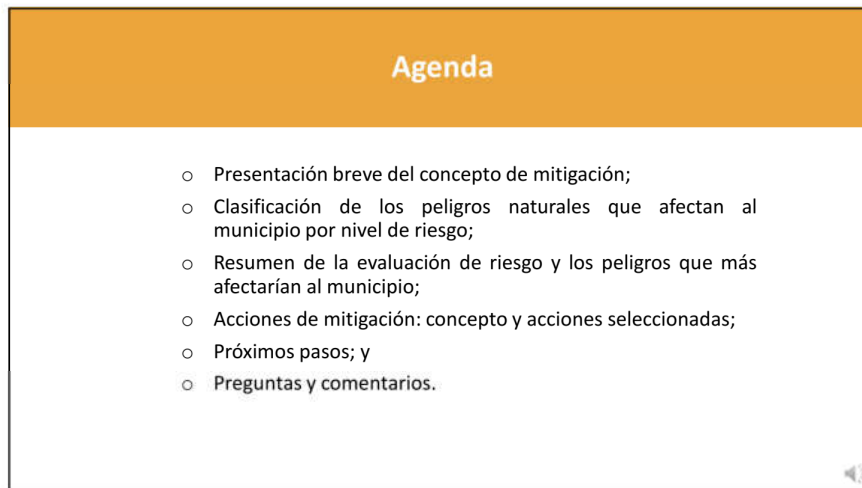 Agenda
o Presentación breve del concepto de mitigación;
o Clasificación de los peligros naturales que afectan al
municipio por nivel de riesgo;
o Resumen de la evaluación de riesgo y los peligros que más
afectarían al municipio;
o Acciones de mitigación: concepto y acciones seleccionadas;
o Próximos pasos; y
o Preguntas y comentarios.